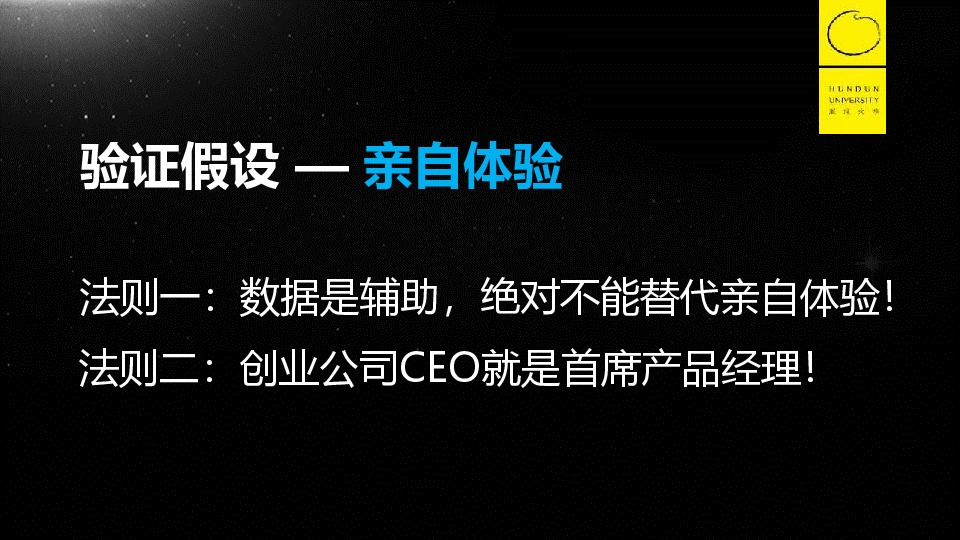 HUNDUN
UNIVERSITY
混沌大学
验证假设 — 亲自体验
法则一：数据是辅助，绝对不能替代亲自体验！
法则二：创业公司CEO就是首席产品经理！